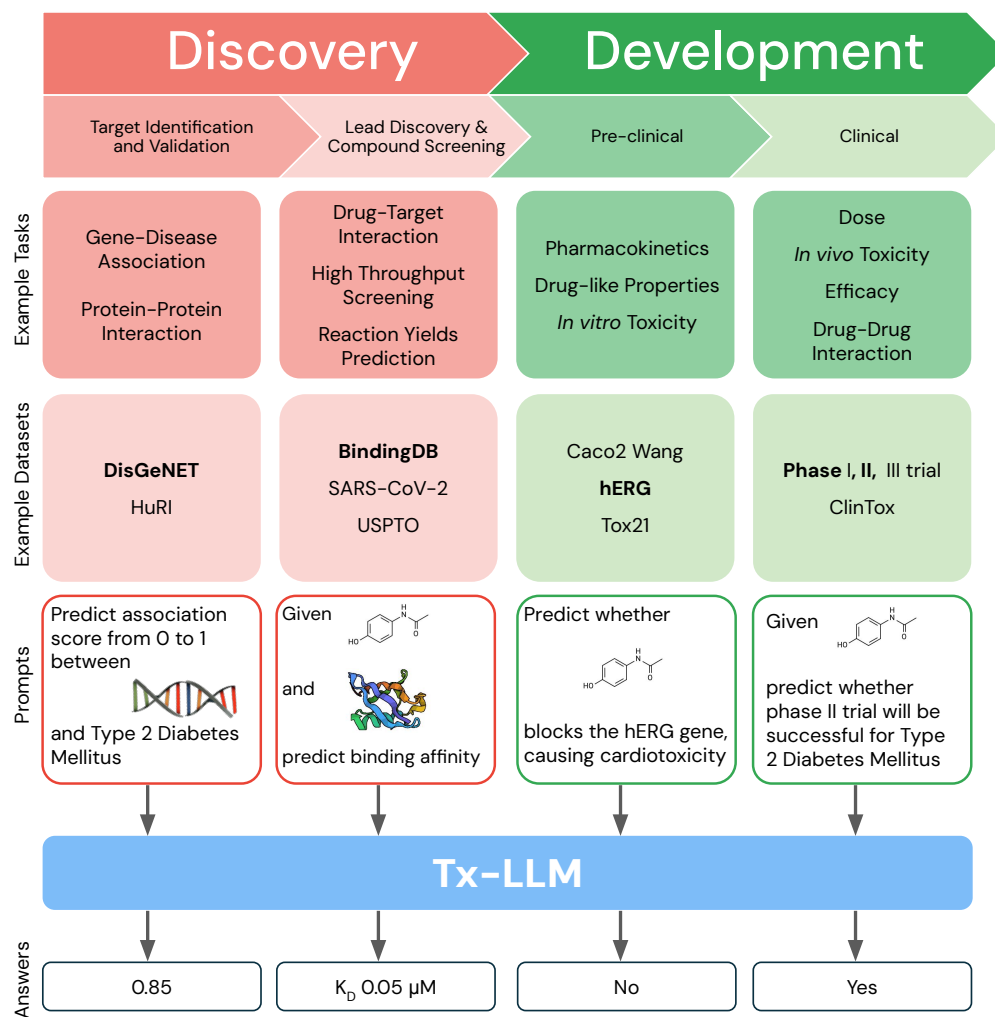 Discovery
Development
Target Identification
and Validation
Lead Discovery &
Compound Screening
Pre-clinical
Clinical
Example Tasks
Gene-Disease
Association
Protein-Protein
Interaction
Drug-Target
Interaction
High Throughput
Screening
Reaction Yields
Prediction
Pharmacokinetics
Drug-like Properties
In vitro Toxicity
Dose
In vivo Toxicity
Efficacy
Drug-Drug
Interaction
Example Datasets
DisGeNET
HuRI
BindingDB
SARS-CoV-2
USPTO
Caco2 Wang
hERG
Tox21
Phase I, II, III trial
ClinTox
Prompts
Predict association
score from 0 to 1
between
and Type 2 Diabetes
Mellitus
Given
H
N
O
HO
and
predict binding affinity
Predict whether
H
N
O
HO
blocks the hERG gene,
causing cardiotoxicity
Given
H
N
O
HO
predict whether
phase II trial will be
successful for Type
2 Diabetes Mellitus
Tx-LLM
Answers
0.85
K_D 0.05 μM
No
Yes